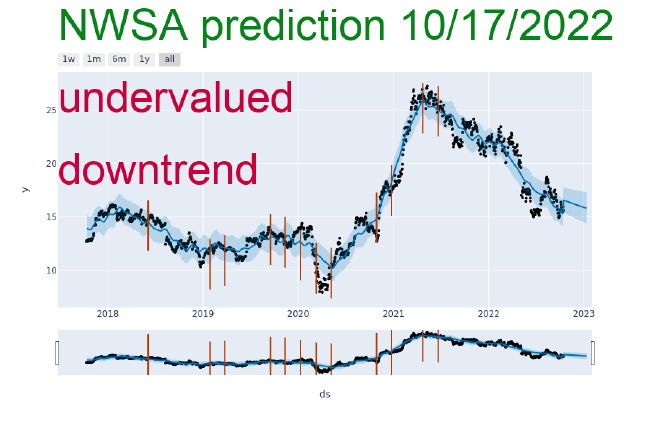 NWSA prediction 10/17/2022
1w 1m 6m 1y all
undervalued
downtrend
25
20
15
10
y
2018 2019 2020 2021 2022 2023
ds